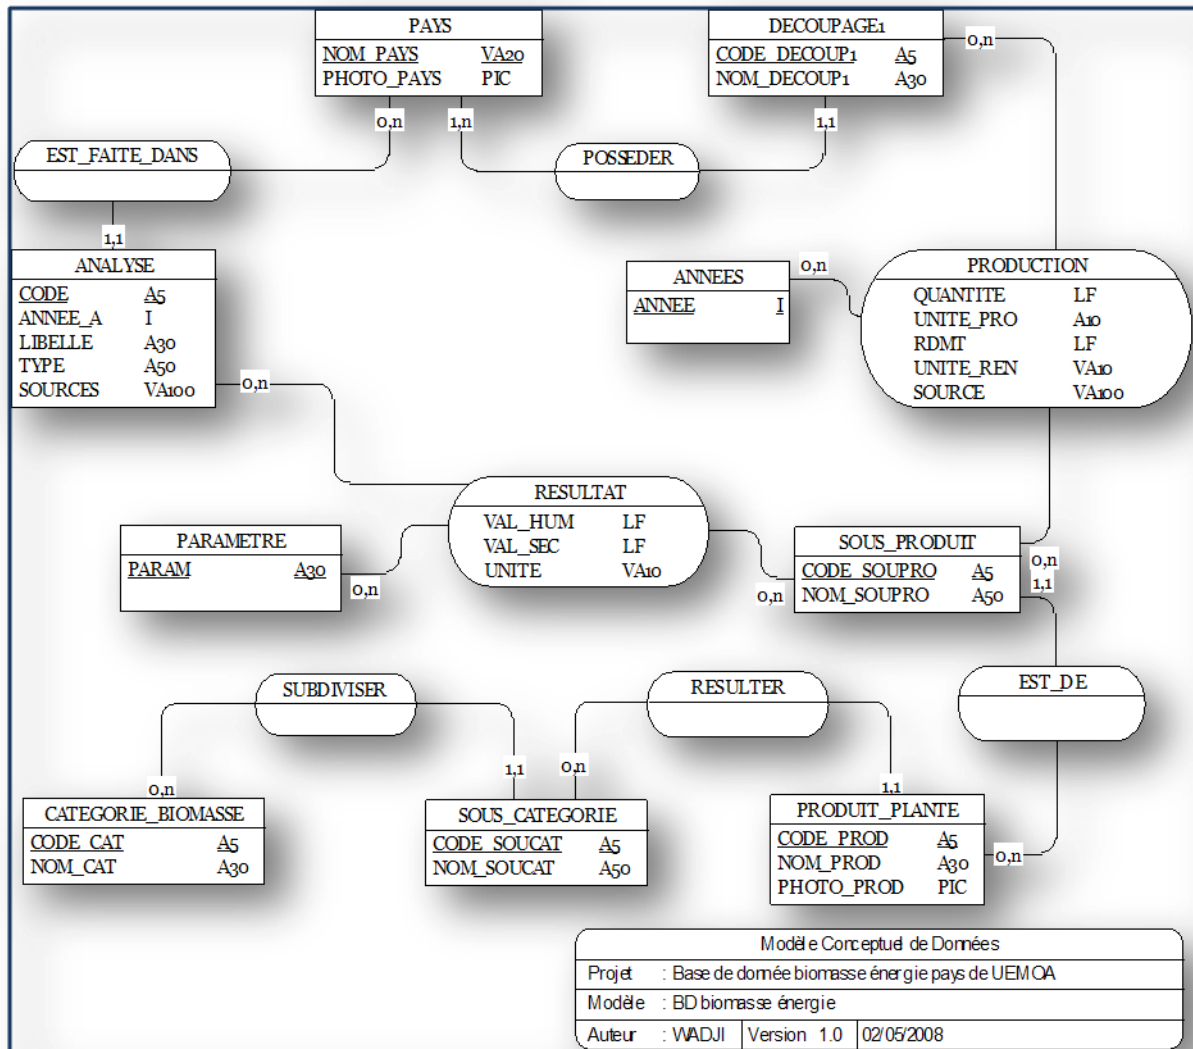 PAYS
NOM_PAYS VA20
PHOTO_PAYS PIC
DECOUPAGE1
CODE_DECOUP1 A5
NOM_DECOUP1 A30
0,n
0,n
1,n
1,1
EST_FAITE_DANS
POSSEDER
1,1
ANALYSE
CODE A5
ANNEE_A I
LIBELLE A30
TYPE A50
SOURCES VA100
ANNEES
ANNEE I
0,n
PRODUCTION
QUANTITE LF
UNITE_PRO A10
RDMT LF
UNITE_REN VA10
SOURCE VA100
0,n
RESULTAT
VAL_HUM LF
VAL_SEC LF
UNITE VA10
PARAMETRE
PARAM A30
0,n
SOUS_PRODUIT
CODE_SOUPRO A5
NOM_SOUPRO A50
0,n
0,n
1,1
SUBDIVISER
RESULTER
EST_DE
0,n
1,1
0,n
1,1
CATEGORIE_BIOMASSE
CODE_CAT A5
NOM_CAT A30
SOUS_CATEGORIE
CODE_SOUCAT A5
NOM_SOUCAT A50
PRODUIT_PLANTE
CODE_PROD A5
NOM_PROD A30
PHOTO_PROD PIC
0,n
Modèle Conceptuel de Données
Projet : Base de donnée biomasse énergie pays de UEMOA
Modèle : BD biomasse énergie
Auteur : WADJI Version 1.0 02/05/2008